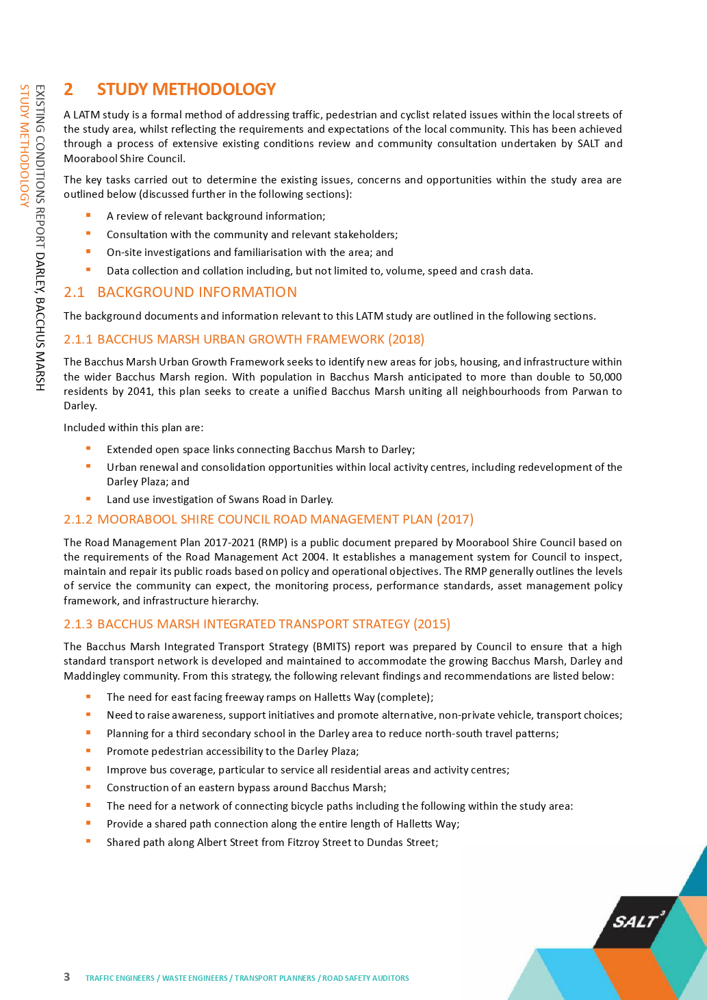 EXISTING CONDITIONS REPORT DARLEY, BACCHUS MARSH
STUDY METHODOLOGY
2 STUDY METHODOLOGY
A LATM study is a formal method of addressing traffic, pedestrian and cyclist related issues within the local streets of
the study area, whilst reflecting the requirements and expectations of the local community. This has been achieved
through a process of extensive existing conditions review and community consultation undertaken by SALT and
Moorabool Shire Council.
The key tasks carried out to determine the existing issues, concerns and opportunities within the study area are
outlined below (discussed further in the following sections):
▪ A review of relevant background information;
▪ Consultation with the community and relevant stakeholders;
▪ On-site investigations and familiarisation with the area; and
▪ Data collection and collation including, but not limited to, volume, speed and crash data.
2.1 BACKGROUND INFORMATION
The background documents and information relevant to this LATM study are outlined in the following sections.
2.1.1 BACCHUS MARSH URBAN GROWTH FRAMEWORK (2018)
The Bacchus Marsh Urban Growth Framework seeks to identify new areas for jobs, housing, and infrastructure within
the wider Bacchus Marsh region. With population in Bacchus Marsh anticipated to more than double to 50,000
residents by 2041, this plan seeks to create a unified Bacchus Marsh uniting all neighbourhoods from Parwan to
Darley.
Included within this plan are:
▪ Extended open space links connecting Bacchus Marsh to Darley;
▪ Urban renewal and consolidation opportunities within local activity centres, including redevelopment of the
Darley Plaza; and
▪ Land use investigation of Swans Road in Darley.
2.1.2 MOORABOOL SHIRE COUNCIL ROAD MANAGEMENT PLAN (2017)
The Road Management Plan 2017-2021 (RMP) is a public document prepared by Moorabool Shire Council based on
the requirements of the Road Management Act 2004. It establishes a management system for Council to inspect,
maintain and repair its public roads based on policy and operational objectives. The RMP generally outlines the levels
of service the community can expect, the monitoring process, performance standards, asset management policy
framework, and infrastructure hierarchy.
2.1.3 BACCHUS MARSH INTEGRATED TRANSPORT STRATEGY (2015)
The Bacchus Marsh Integrated Transport Strategy (BMITS) report was prepared by Council to ensure that a high
standard transport network is developed and maintained to accommodate the growing Bacchus Marsh, Darley and
Maddingley community. From this strategy, the following relevant findings and recommendations are listed below:
▪ The need for east facing freeway ramps on Halletts Way (complete);
▪ Need to raise awareness, support initiatives and promote alternative, non-private vehicle, transport choices;
▪ Planning for a third secondary school in the Darley area to reduce north-south travel patterns;
▪ Promote pedestrian accessibility to the Darley Plaza;
▪ Improve bus coverage, particular to service all residential areas and activity centres;
▪ Construction of an eastern bypass around Bacchus Marsh;
▪ The need for a network of connecting bicycle paths including the following within the study area:
▪ Provide a shared path connection along the entire length of Halletts Way;
▪ Shared path along Albert Street from Fitzroy Street to Dundas Street;
SALT³
3 TRAFFIC ENGINEERS / WASTE ENGINEERS / TRANSPORT PLANNERS / ROAD SAFETY AUDITORS